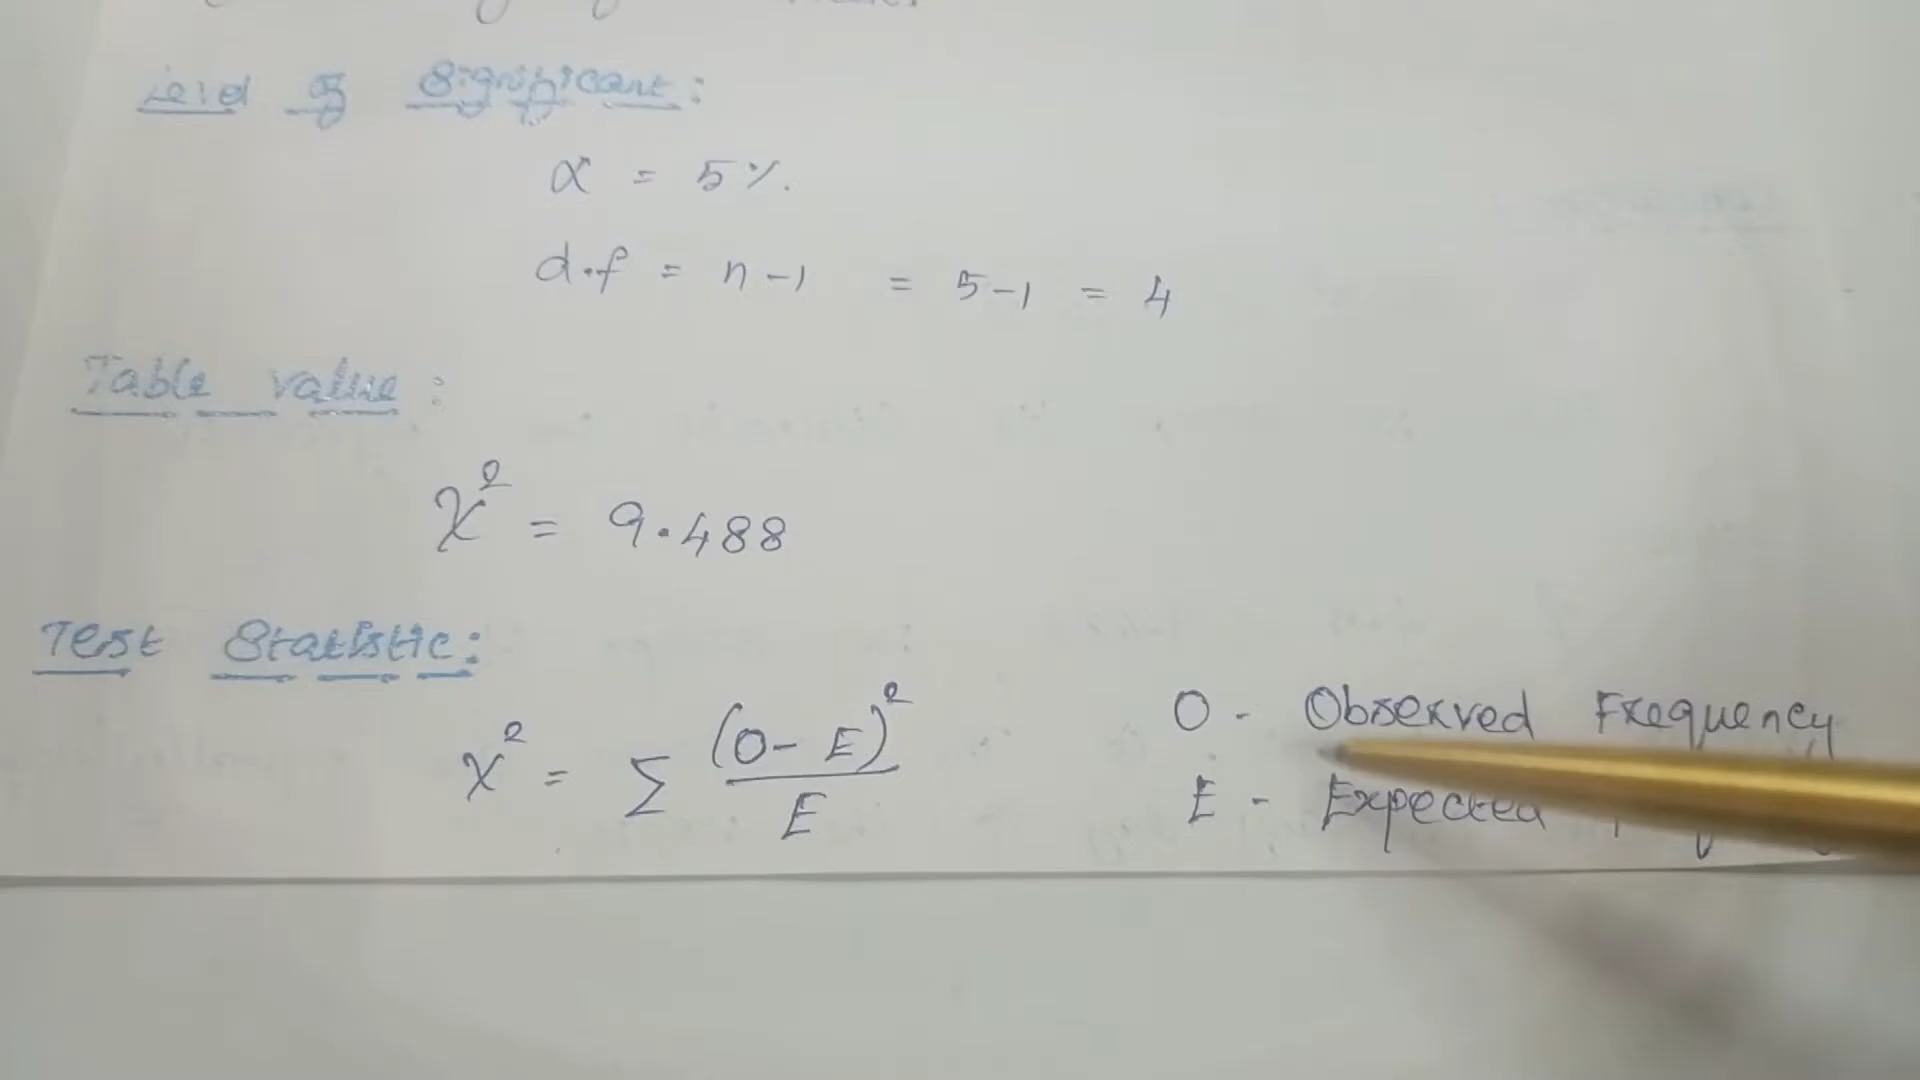 level of Significant:
α = 5%.
d.f = n-1 = 5-1 = 4
Table value:
χ² = 9.488
Test Statistic:
χ² = Σ (O-E)² / E
O - Observed Frequency
E - Expected